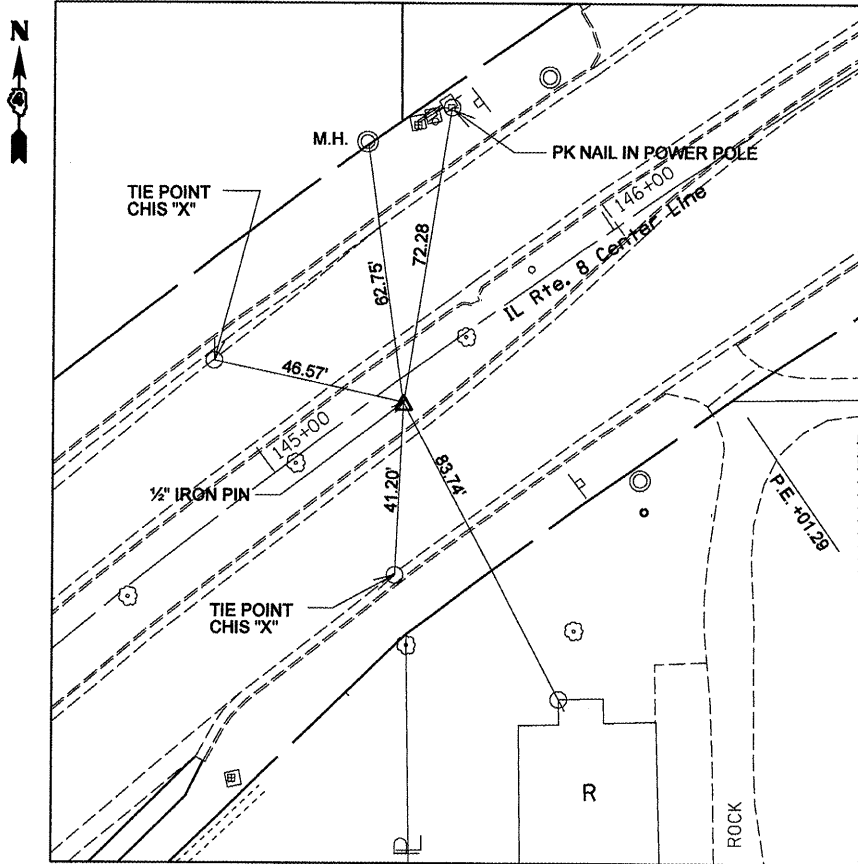 N
M.H.
PK NAIL IN POWER POLE
TIE POINT
CHIS "X"
146+00
IL Rte. 8 Center Line
62.75'
72.28
46.57'
145+00
½" IRON PIN
41.20'
83.74'
P.E. +01.29
TIE POINT
CHIS "X"
R
ROCK